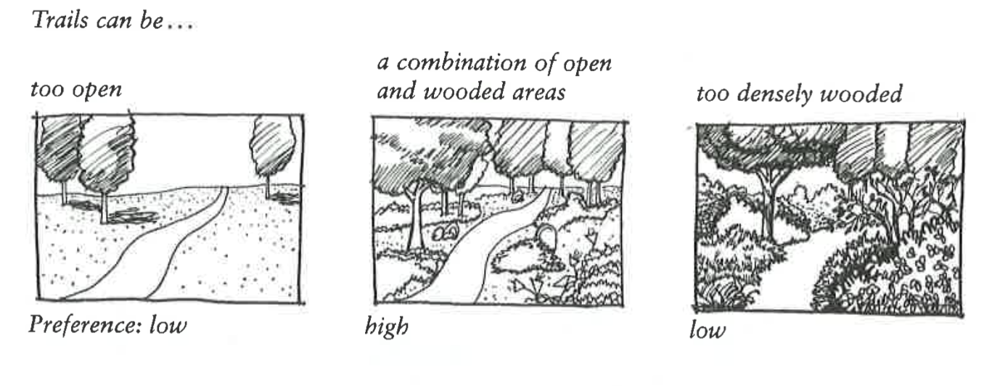 Trails can be...
too open
a combination of open
and wooded areas
too densely wooded
Preference: low
high
low